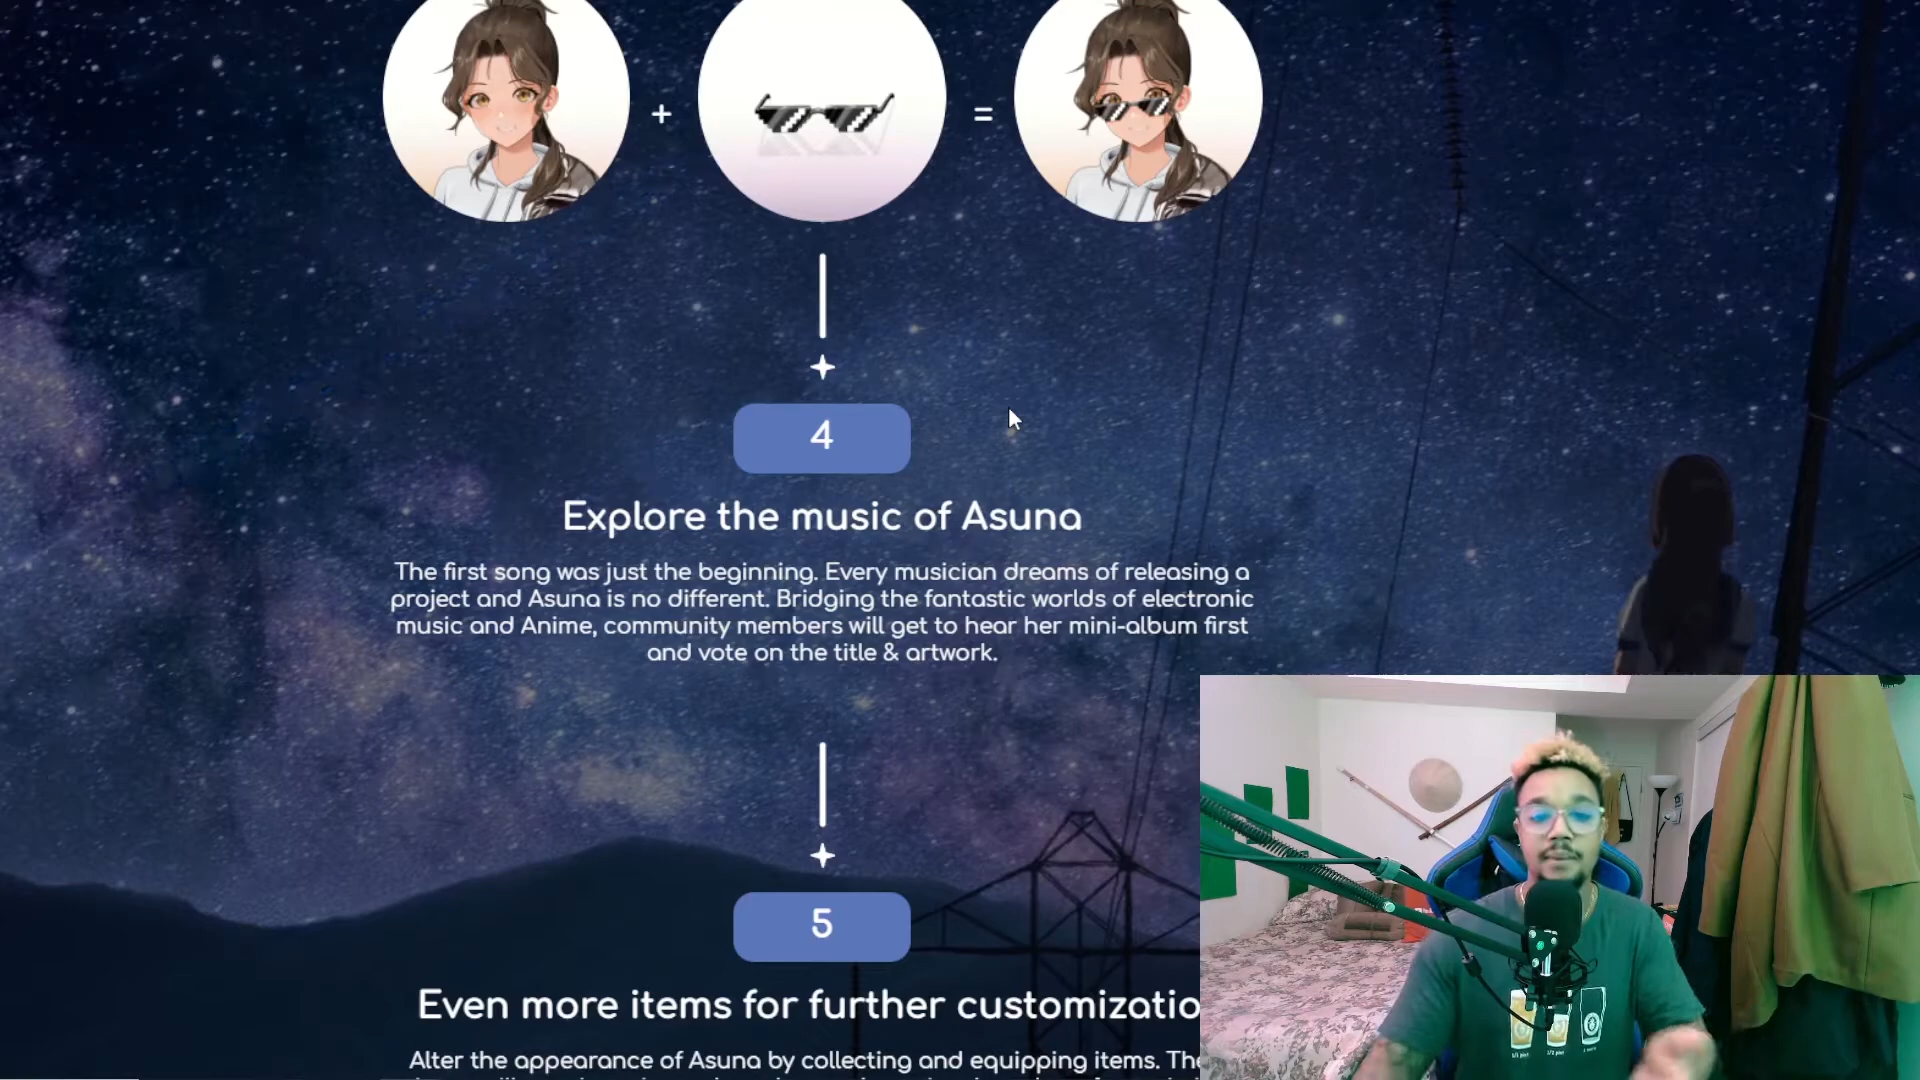 + =
4
Explore the music of Asuna
The first song was just the beginning. Every musician dreams of releasing a
project and Asuna is no different. Bridging the fantastic worlds of electronic
music and Anime, community members will get to hear her mini-album first
and vote on the title & artwork.
5
Even more items for further customizatio
Alter the appearance of Asuna by collecting and equipping items. The